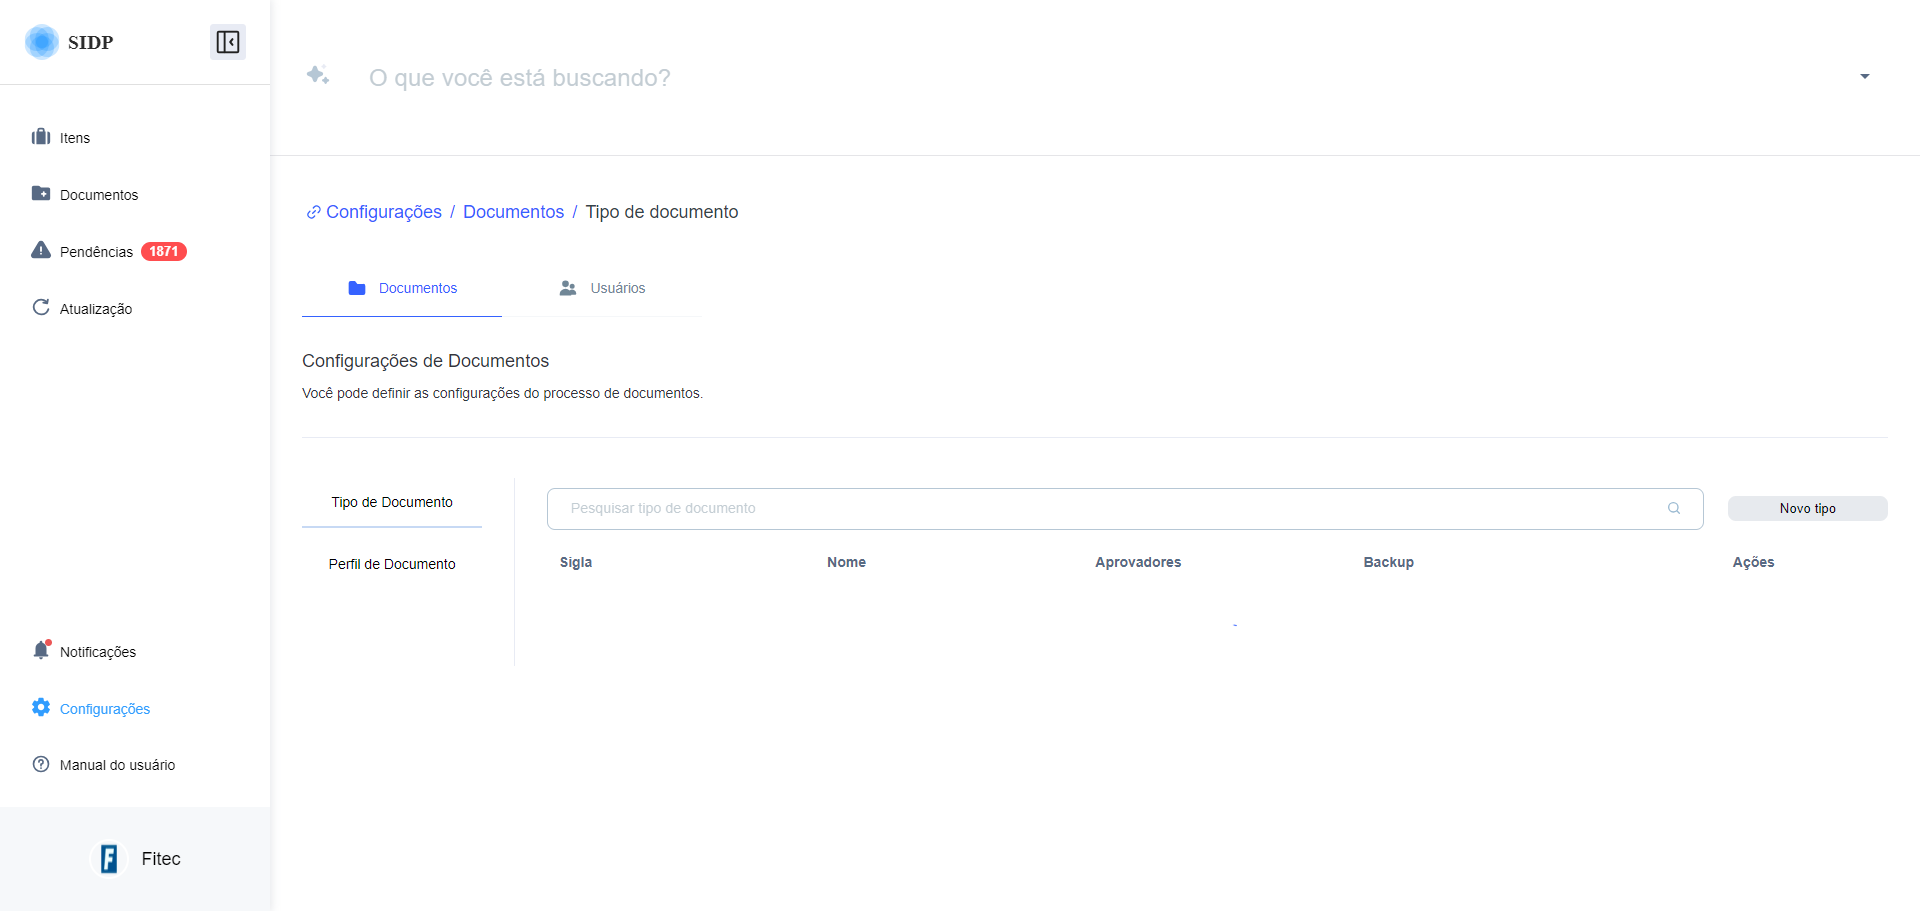 SIDP
Itens
Documentos
Pendências 1871
Atualização
Notificações
Configurações
Manual do usuário
Fitec
O que você está buscando?
Configurações / Documentos / Tipo de documento
Documentos
Usuários
Configurações de Documentos
Você pode definir as configurações do processo de documentos.
Tipo de Documento
Perfil de Documento
Pesquisar tipo de documento
Novo tipo
Sigla Nome Aprovadores Backup Ações